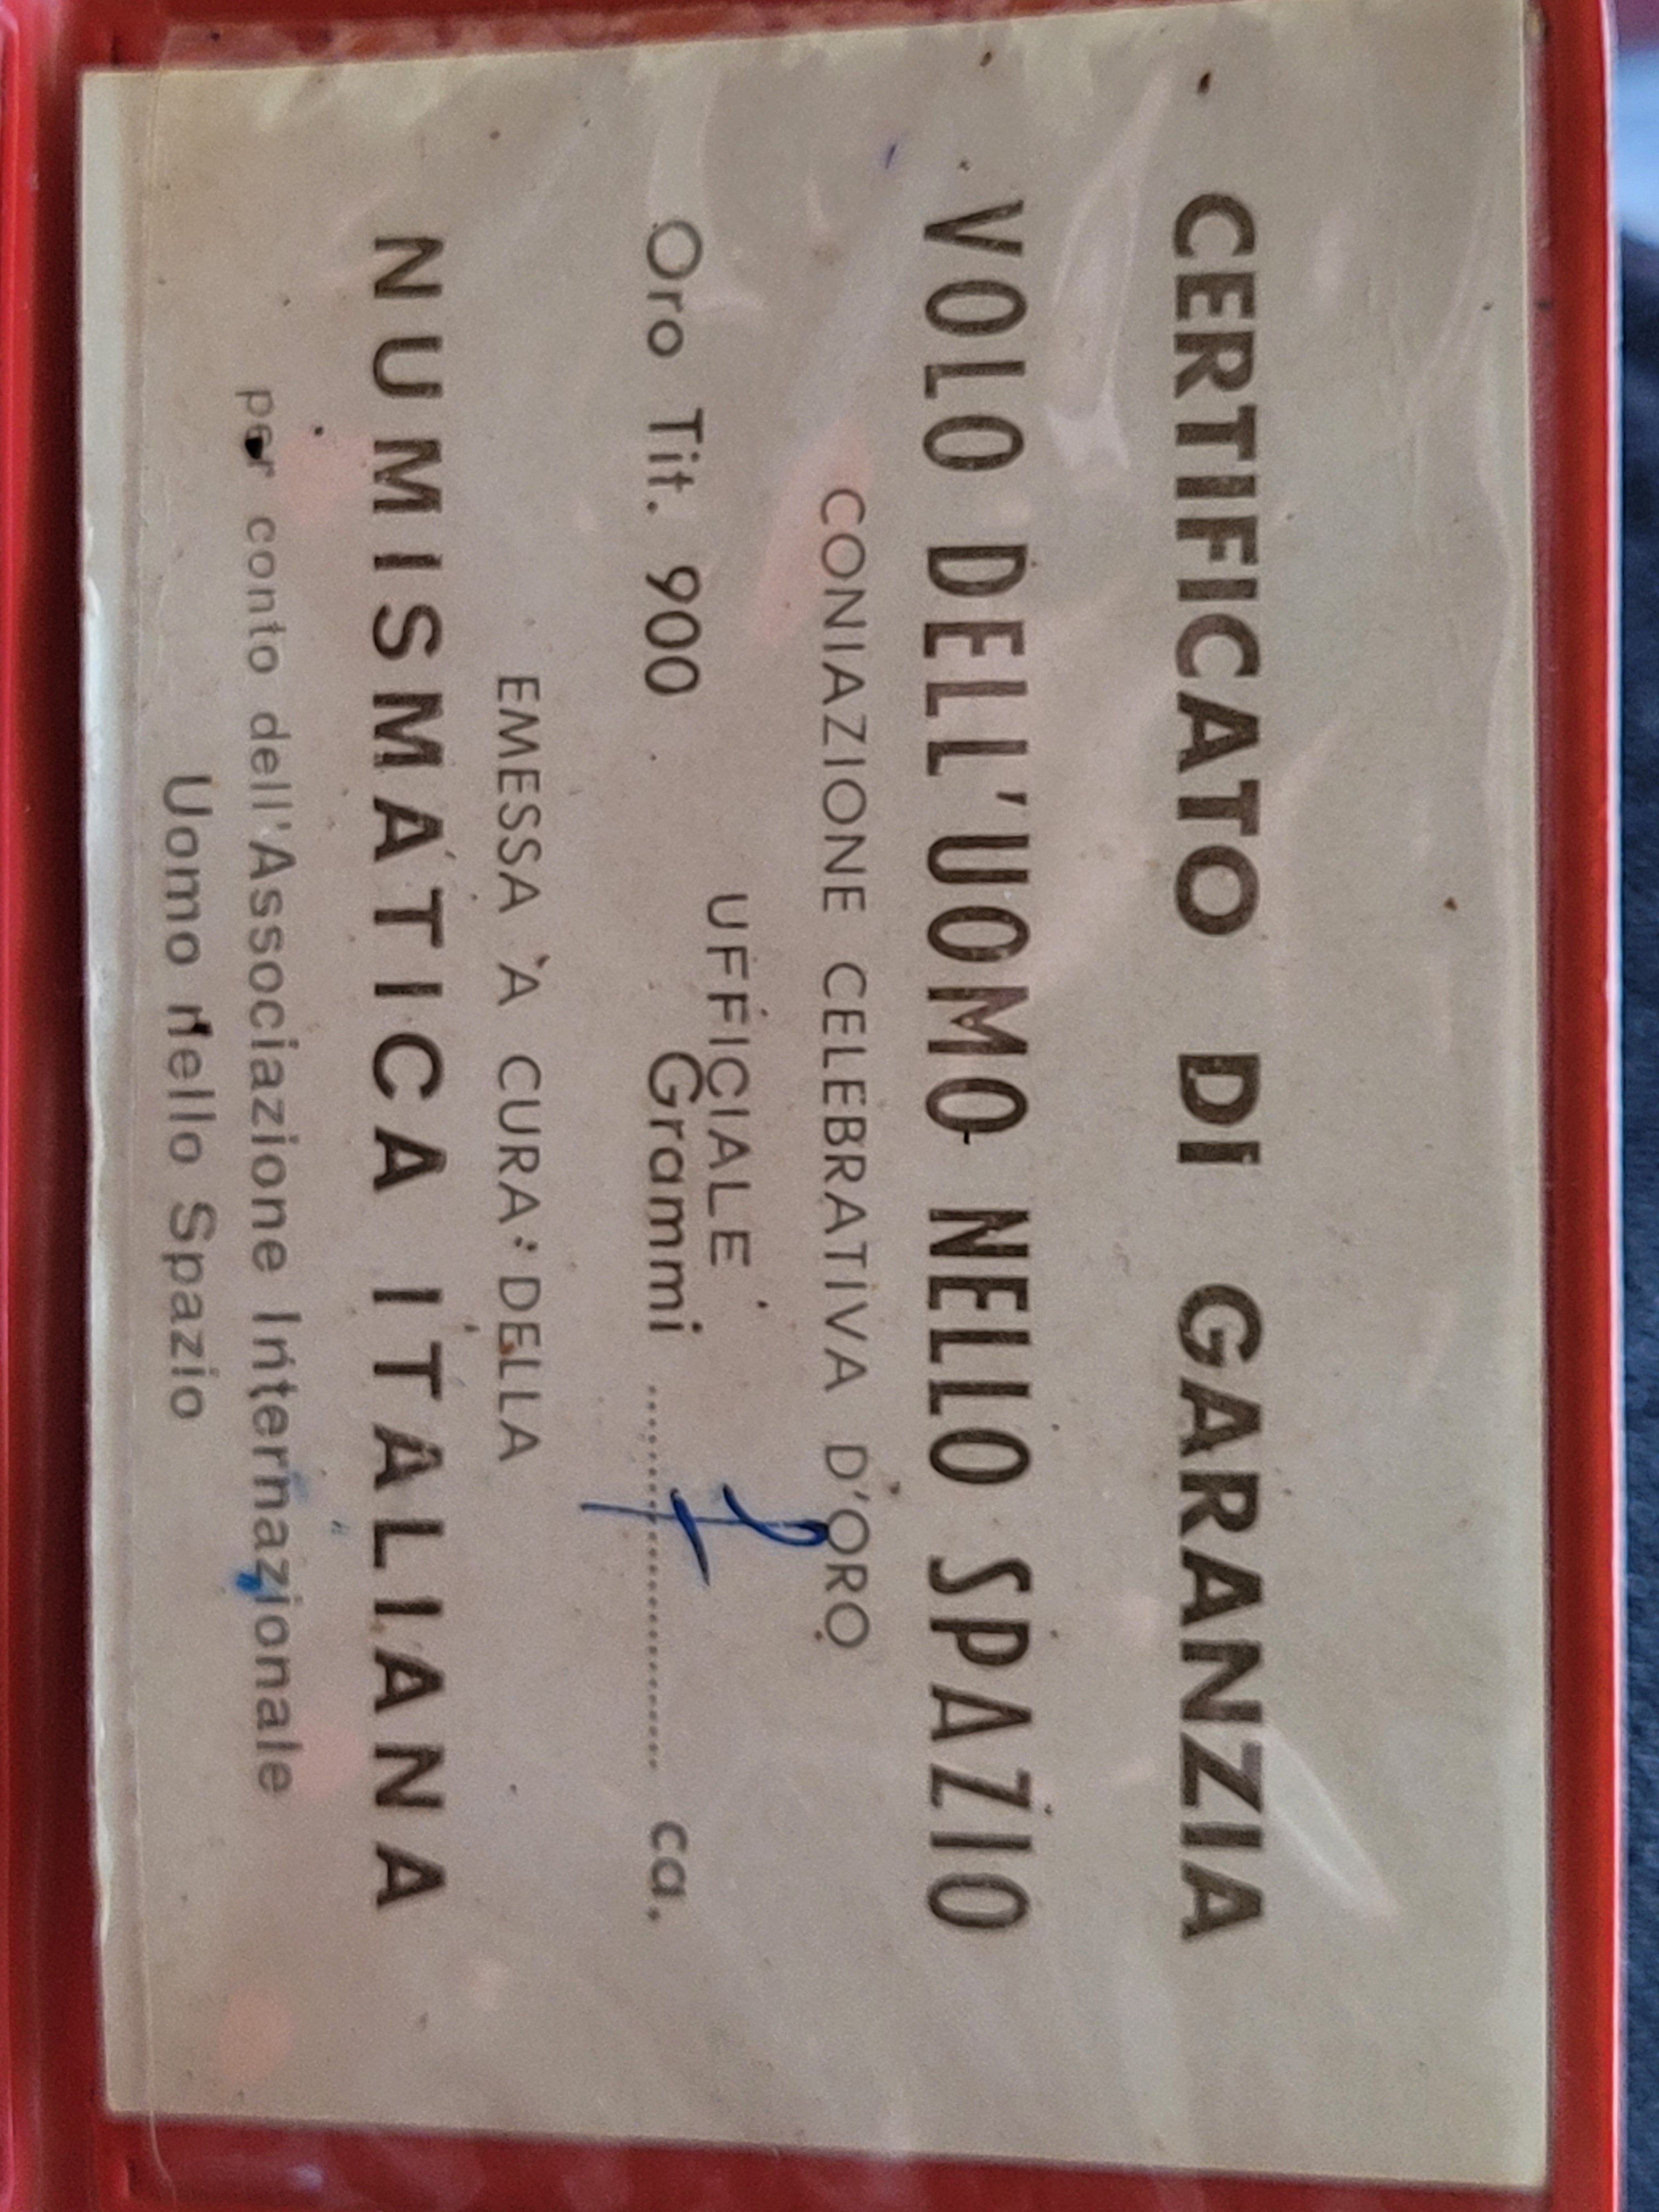 CERTIFICATO DI GARANZIA
VOLO DELL'UOMO NELLO SPAZIO
CONIAZIONE CELEBRATIVA D'ORO
UFFICIALE
Oro Tit. 900 Grammi .................... ca.
EMESSA A CURA DELLA
NUMISMATICA ITALIANA
per conto dell'Associazione Internazionale
Uomo nello Spazio